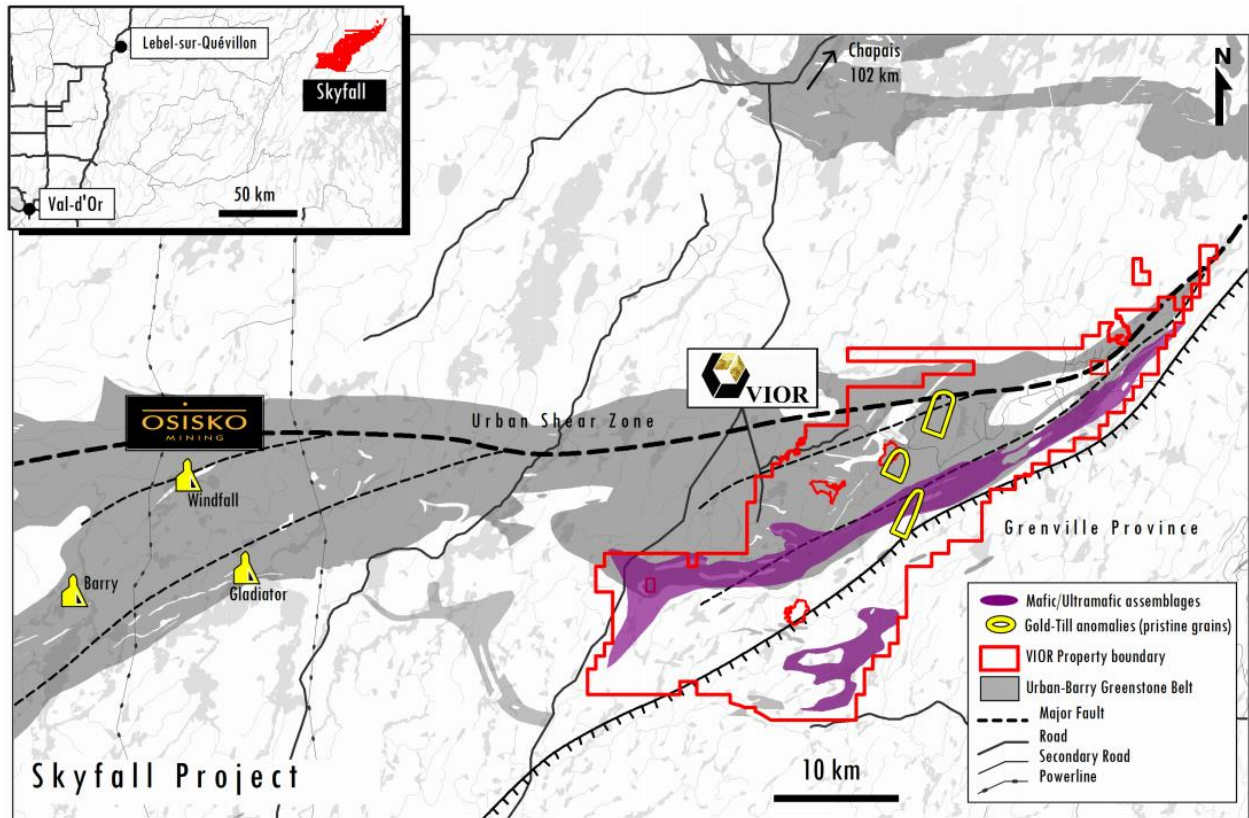 Lebel-sur-Quévillon
Skyfall
50 km
Val-d'Or
Chapais
102 km
N
OSISKO
MINING
VIOR
Urban Shear Zone
Windfall
Barry
Gladiator
Grenville Province
Mafic/Ultramafic assemblages
Gold-Till anomalies (pristine grains)
VIOR Property boundary
Urban-Barry Greenstone Belt
Major Fault
Road
Secondary Road
Powerline
Skyfall Project
10 km